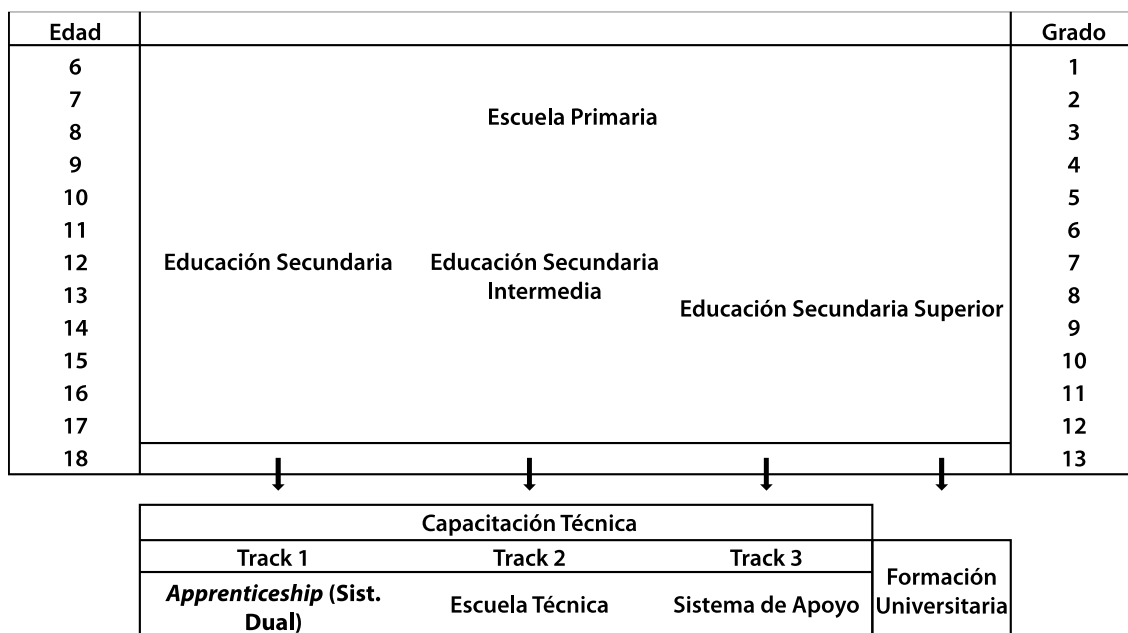 Edad Grado
6 1
7 2
Escuela Primaria
8 3
9 4
10 5
11 6
12 Educación Secundaria Educación Secundaria 7
Intermedia
13 8
Educación Secundaria Superior
14 9
15 10
16 11
17 12
18 13
Capacitación Técnica
Track 1 Track 2 Track 3
Formación
Universitaria
Apprenticeship (Sist.
Dual)
Escuela Técnica
Sistema de Apoyo